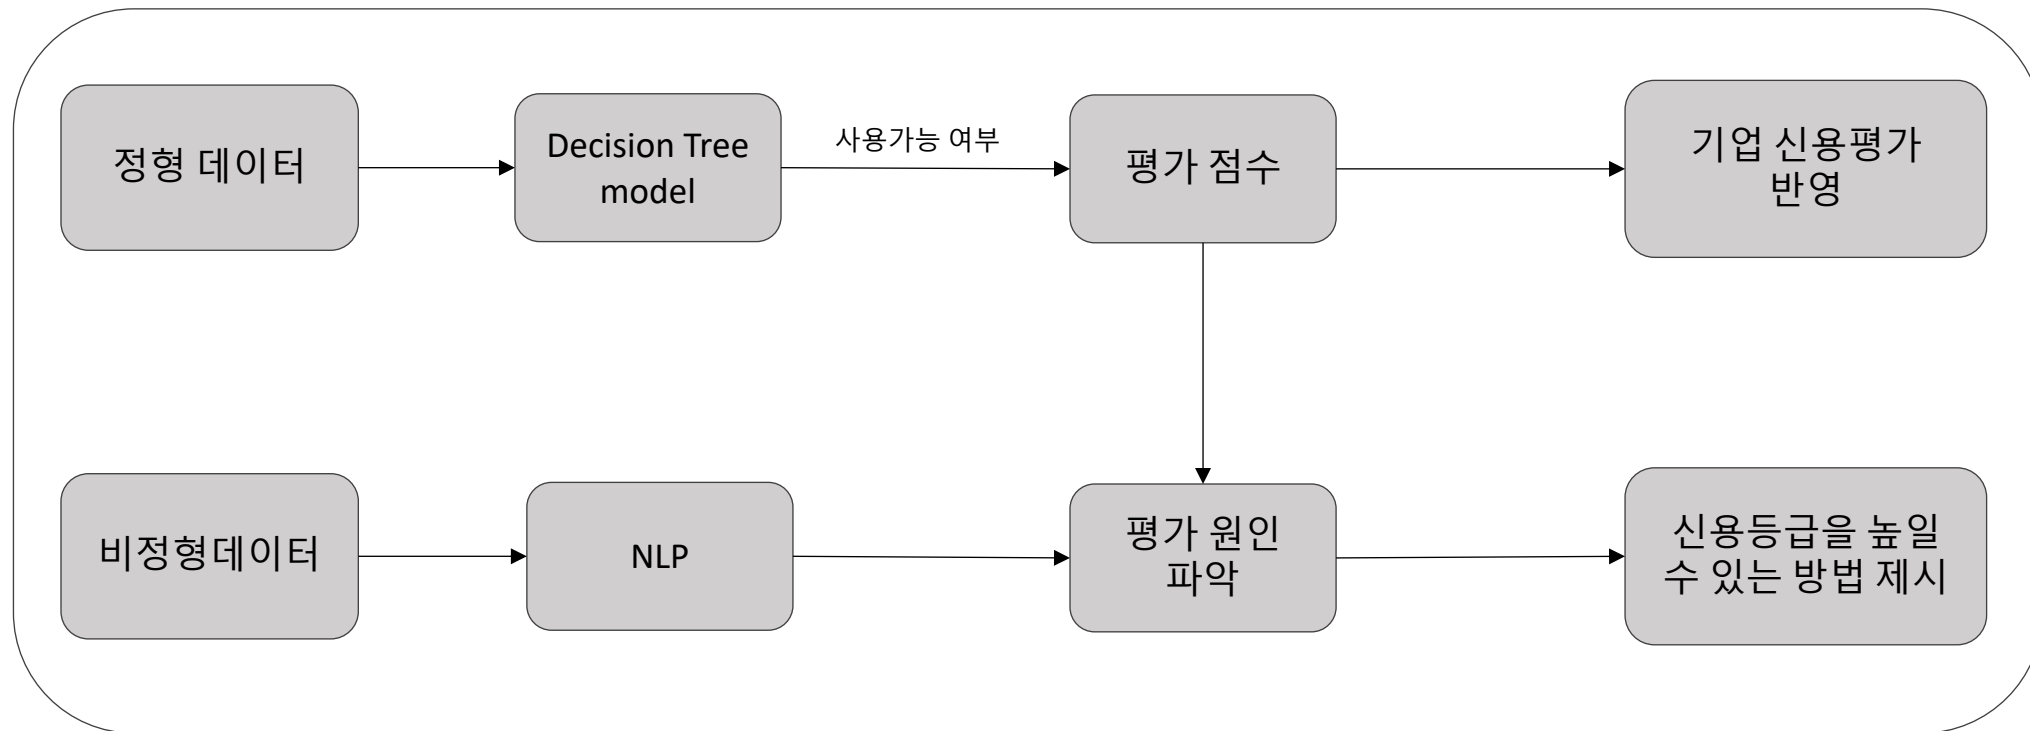 정형 데이터
Decision Tree
model
사용가능 여부
평가 점수
기업 신용평가
반영
비정형데이터
NLP
평가 원인
파악
신용등급을 높일
수 있는 방법 제시